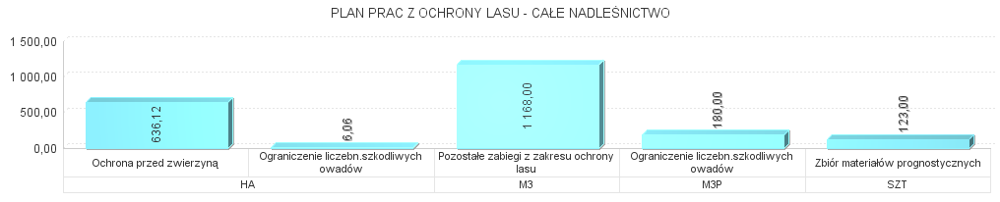 PLAN PRAC Z OCHRONY LASU - CAŁE NADLEŚNICTWO
1 500,00
1 000,00
500,00
0,00
636,12
6,06
1 168,00
180,00
123,00
Ochrona przed zwierzyną
Ograniczenie liczebn.szkodliwych
owadów
Pozostałe zabiegi z zakresu ochrony
lasu
Ograniczenie liczebn.szkodliwych
owadów
Zbiór materiałów prognostycznych
HA
M3
M3P
SZT